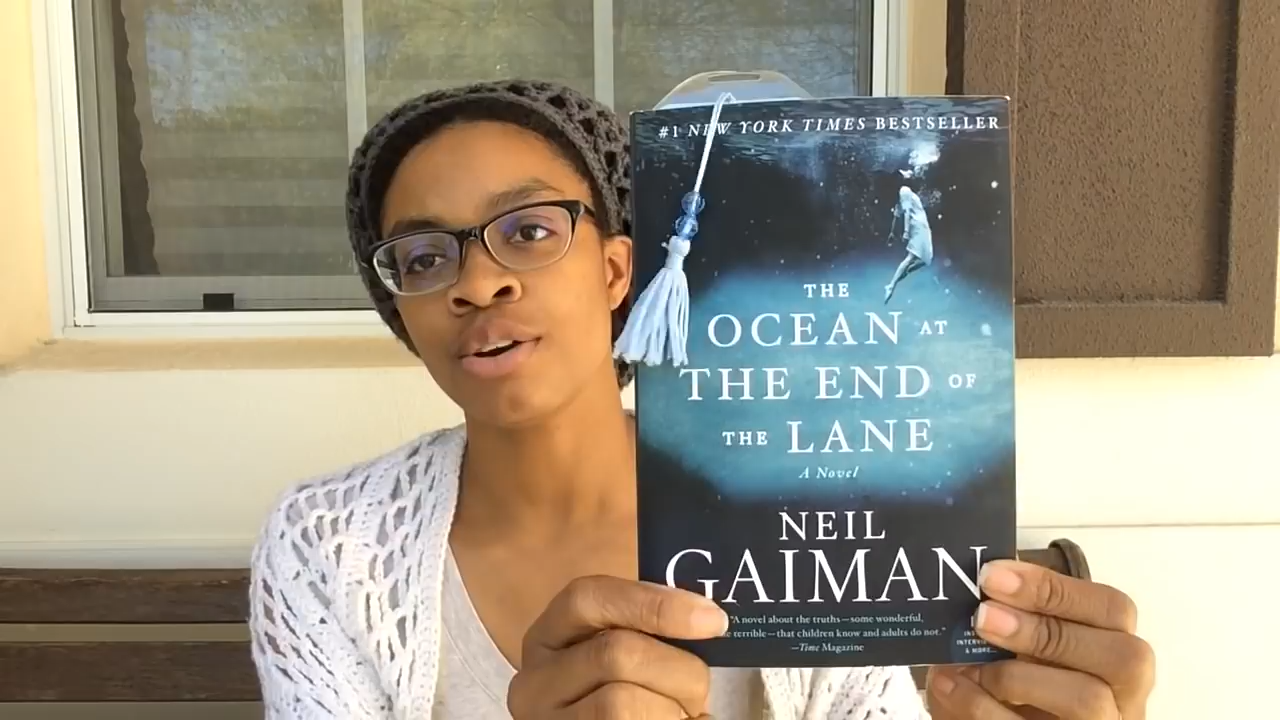 #1 NEW YORK TIMES BESTSELLER
THE
OCEAN AT
THE END OF
THE LANE
A Novel
NEIL
GAIMAN
"A novel about the truths—some wonderful,
terrible—that children know and adults do not."
—Time Magazine
& MORE...